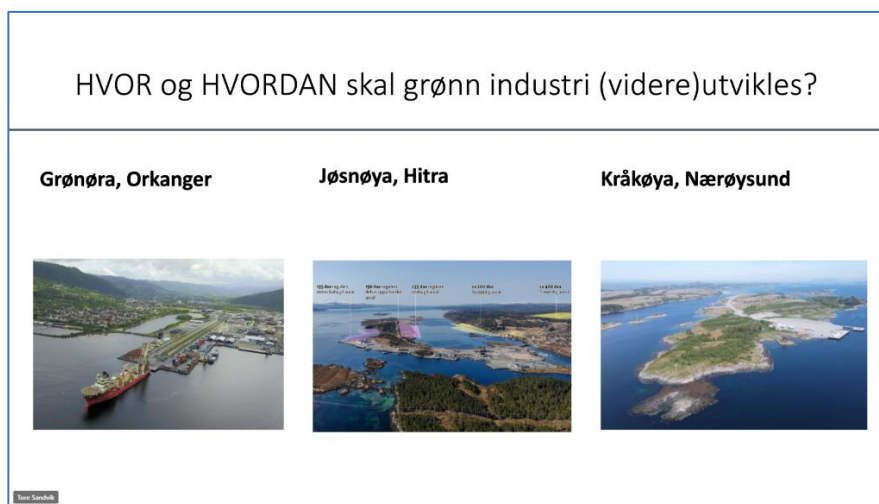 HVOR og HVORDAN skal grønn industri (videre)utvikles?
Grønøra, Orkanger
Jøsnøya, Hitra
Kråkøya, Nærøysund
Tore Sandvik